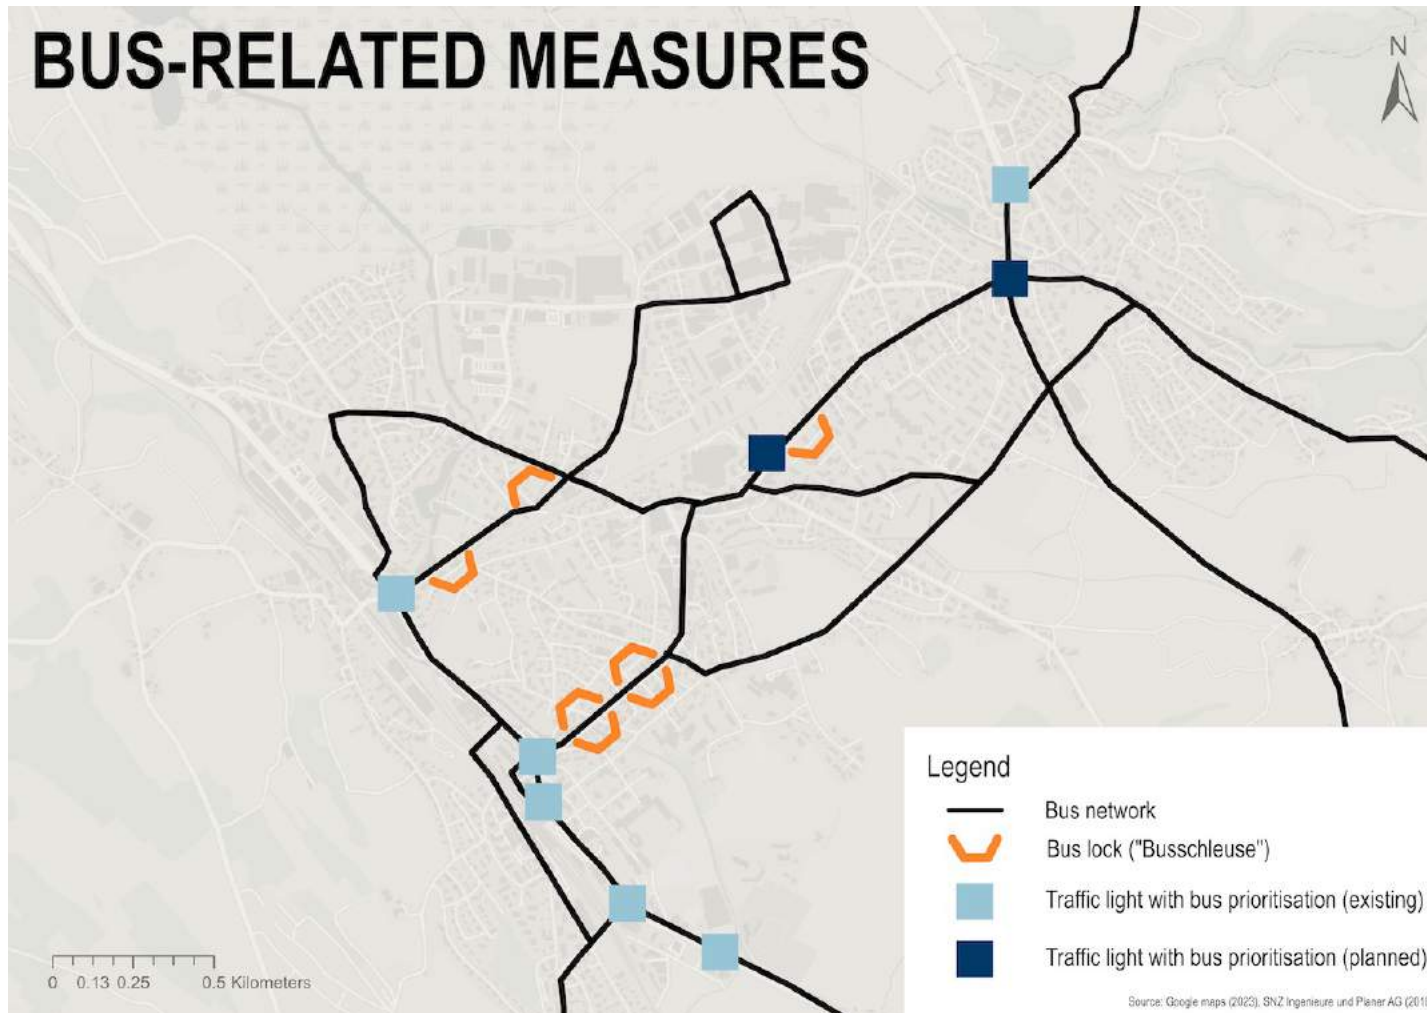 BUS-RELATED MEASURES
N
Legend
Bus network
Bus lock ("Busschleuse")
Traffic light with bus prioritisation (existing)
Traffic light with bus prioritisation (planned)
0 0.13 0.25 0.5 Kilometers
Source: Google maps (2023), SNZ Ingenieure und Planer AG (201